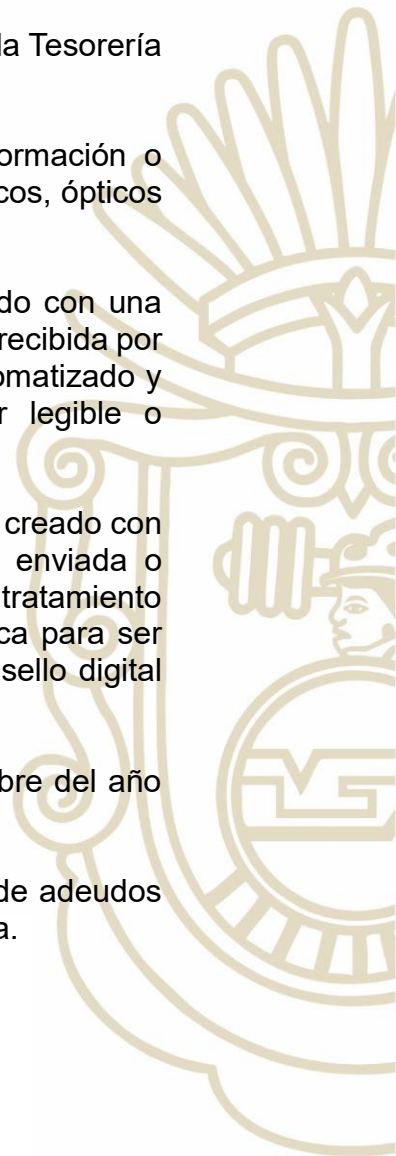 la Tesorería
ormación o
cos, ópticos
do con una
recibida por
omatizado y
r legible o
creado con
enviada o
tratamiento
ca para ser
sello digital
bre del año
de adeudos
a.